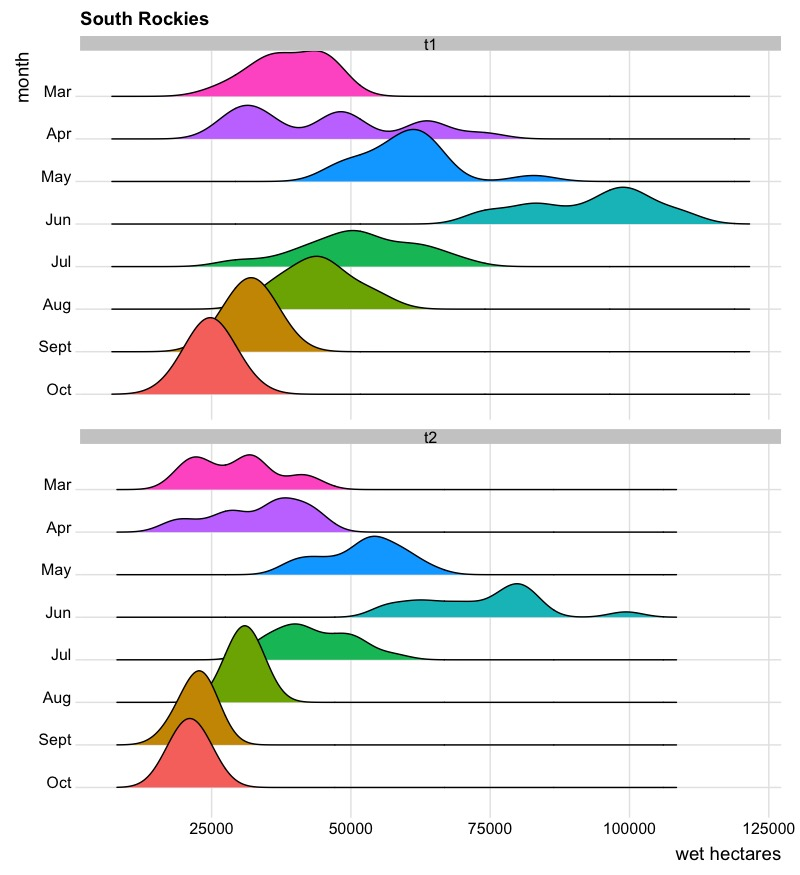 South Rockies
t1
month
Mar
Apr
May
Jun
Jul
Aug
Sept
Oct
t2
Mar
Apr
May
Jun
Jul
Aug
Sept
Oct
25000 50000 75000 100000 125000
wet hectares